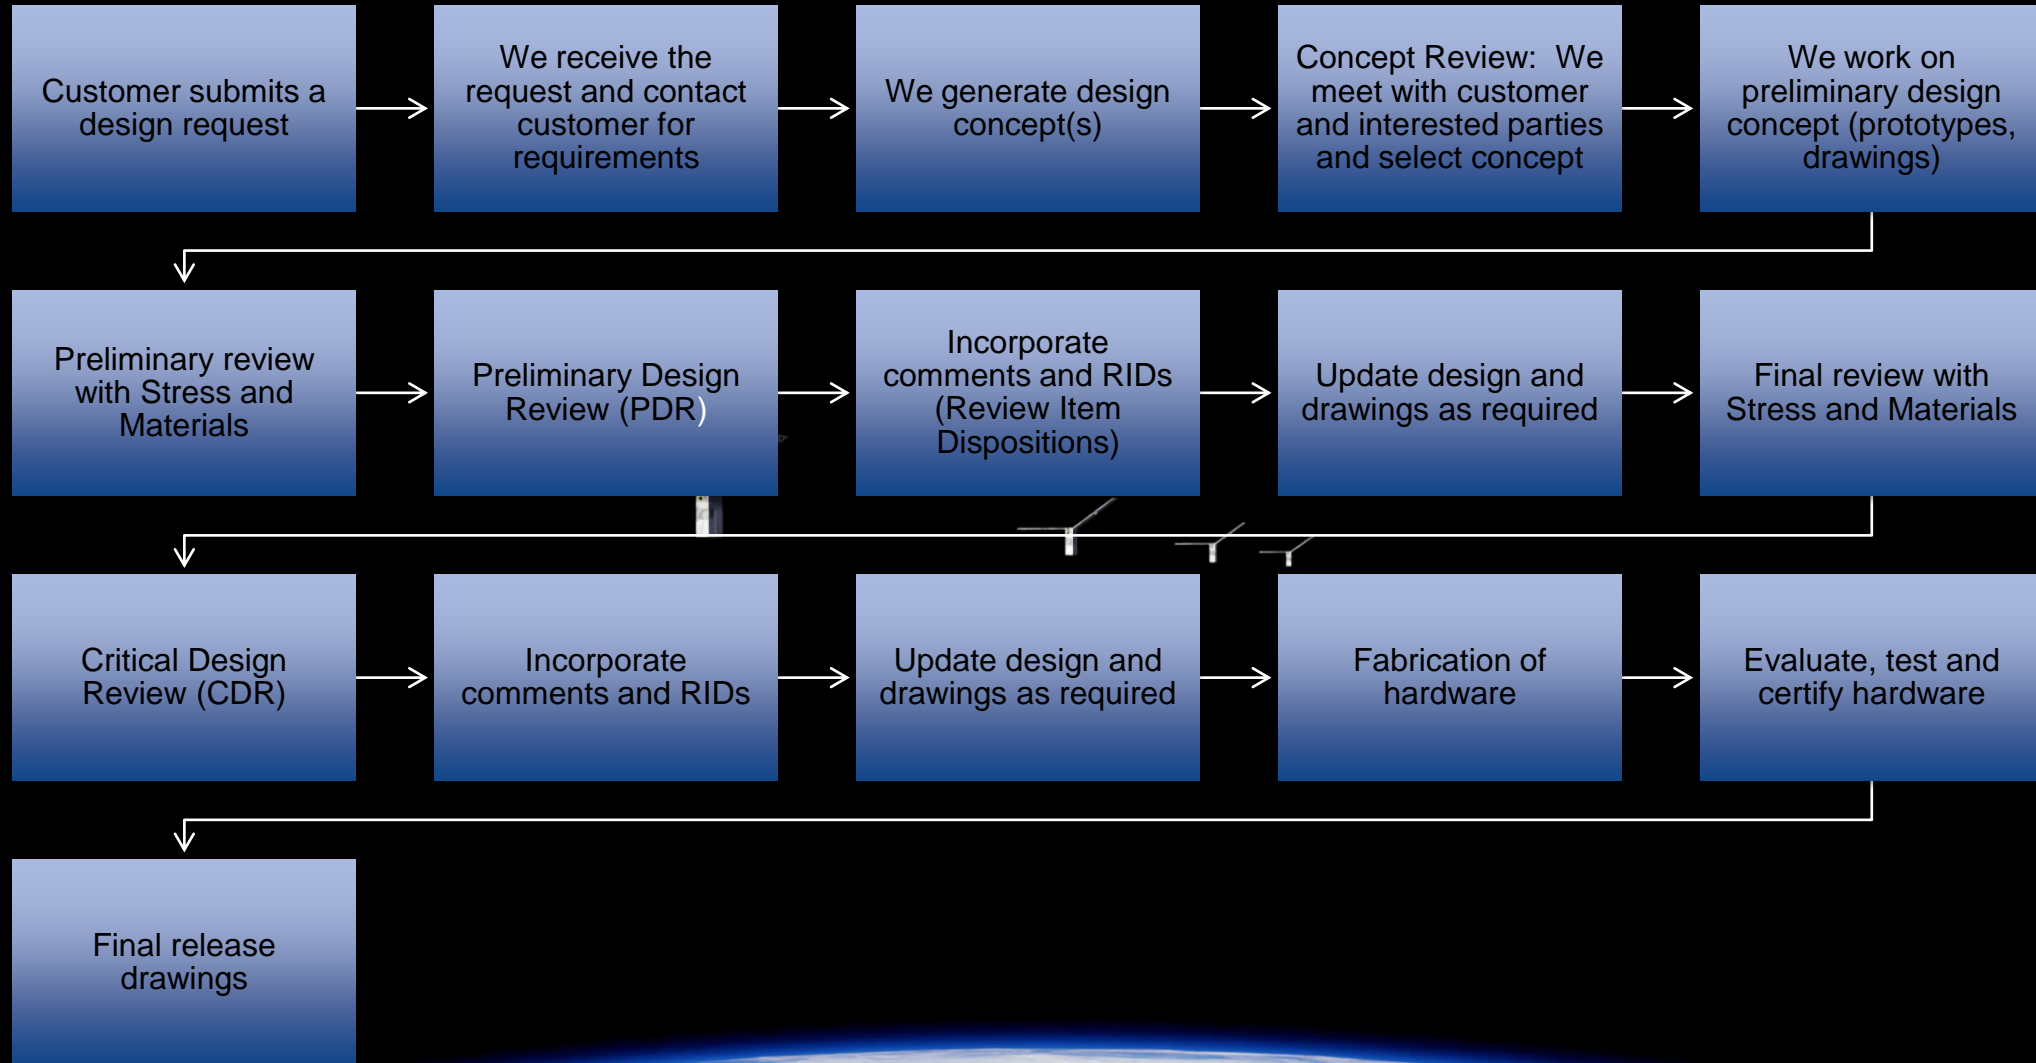 Customer submits a
design request
We receive the
request and contact
customer for
requirements
We generate design
concept(s)
Concept Review:  We
meet with customer
and interested parties
and select concept
We work on
preliminary design
concept (prototypes,
drawings)
Preliminary review
with Stress and
Materials
Preliminary Design
Review (PDR)
Incorporate
comments and RIDs
(Review Item
Dispositions)
Update design and
drawings as required
Final review with
Stress and Materials
Critical Design
Review (CDR)
Incorporate
comments and RIDs
Update design and
drawings as required
Fabrication of
hardware
Evaluate, test and
certify hardware
Final release
drawings